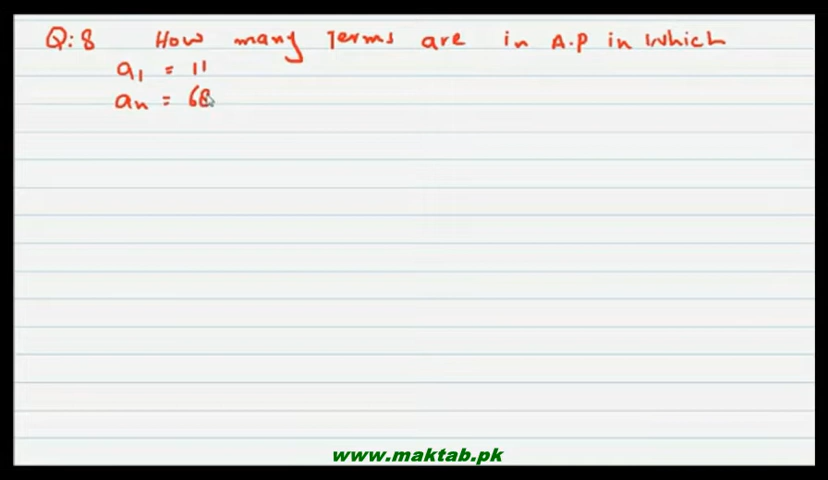 Q:8 How many Terms are in A.P in which
a1 = 11
an = 68
www.maktab.pk